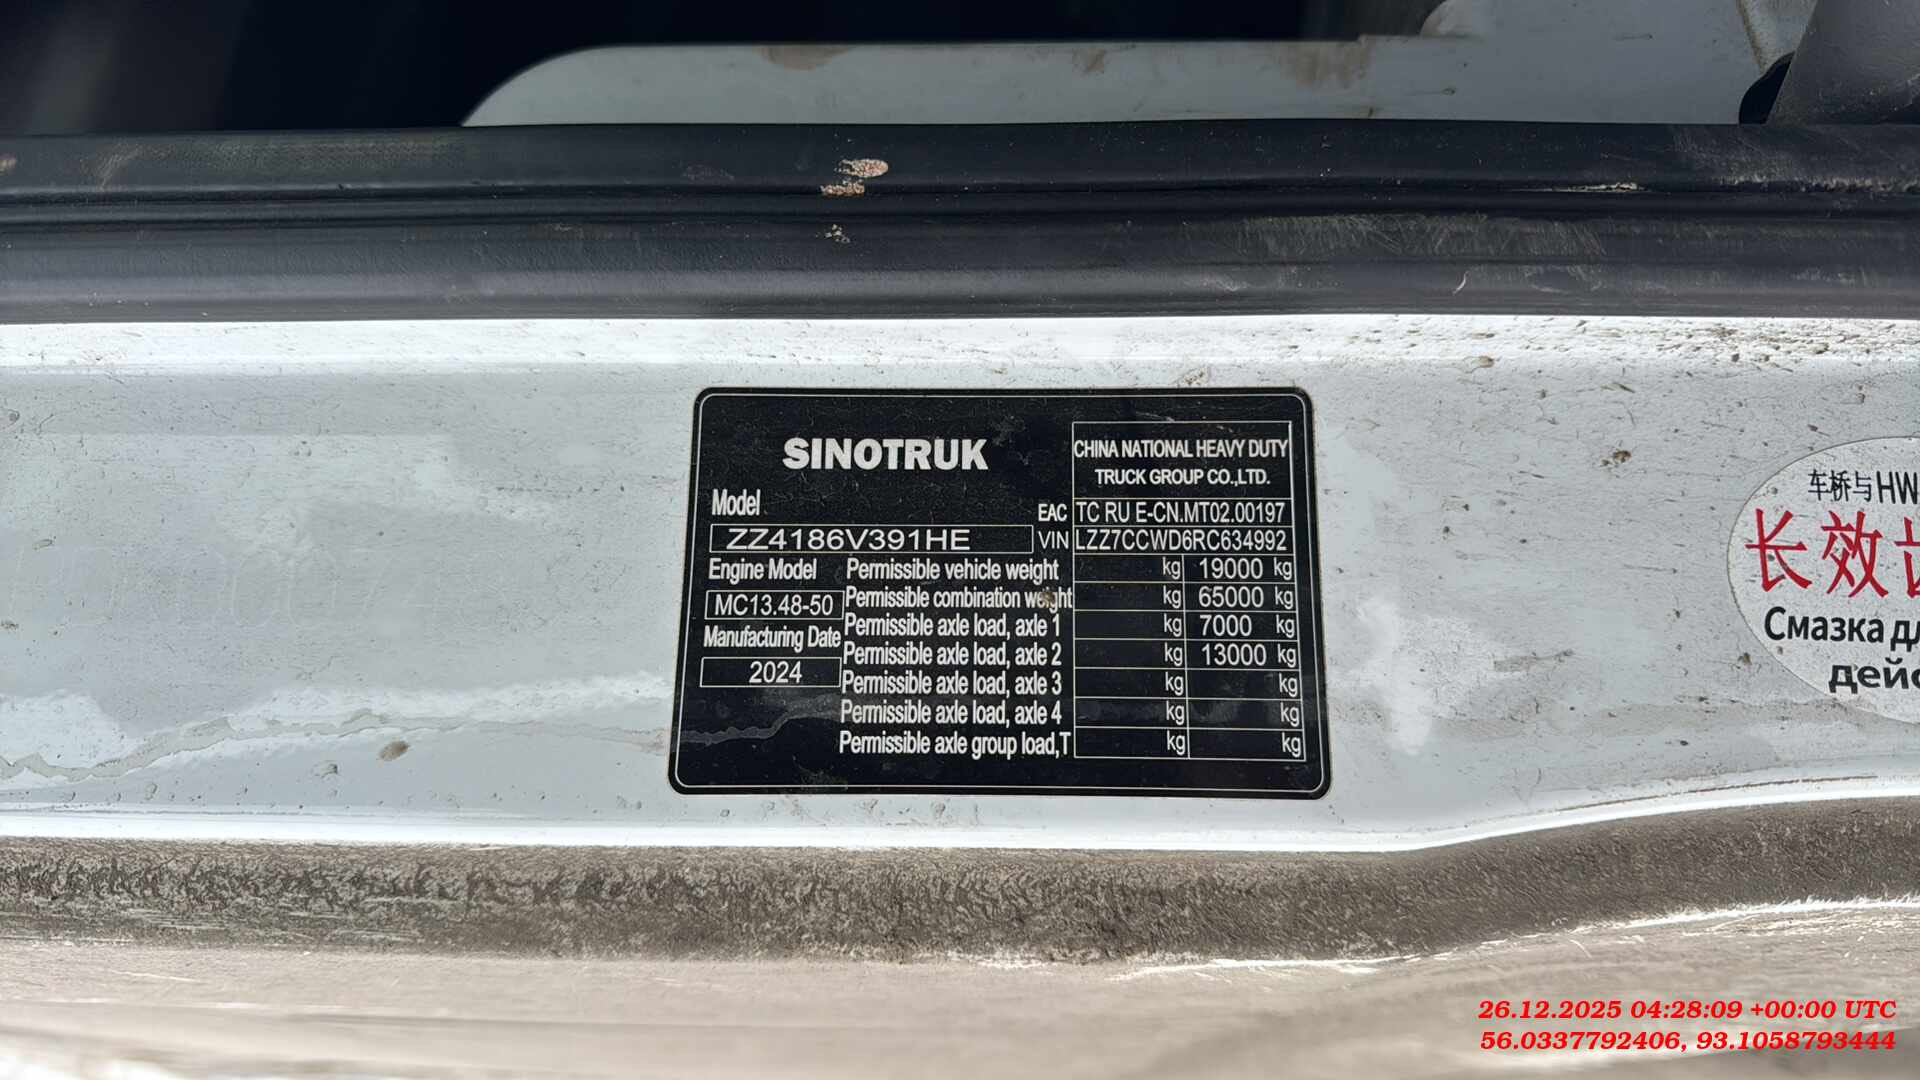 SINOTRUK
CHINA NATIONAL HEAVY DUTY
TRUCK GROUP CO.,LTD.
Model
EAC TC RU E-CN.MT02.00197
ZZ4186V391HE
VIN LZZ7CCWD6RC634992
Engine Model
Permissible vehicle weight kg 19000 kg
MC13.48-50
Permissible combination weight kg 65000 kg
Permissible axle load, axle 1 kg 7000 kg
Manufacturing Date
Permissible axle load, axle 2 kg 13000 kg
2024
Permissible axle load, axle 3 kg kg
Permissible axle load, axle 4 kg kg
Permissible axle group load,T kg kg
车桥与HW
长效
Смазка
дейс
26.12.2025 04:28:09 +00:00 UTC
56.0337792406, 93.1058793444